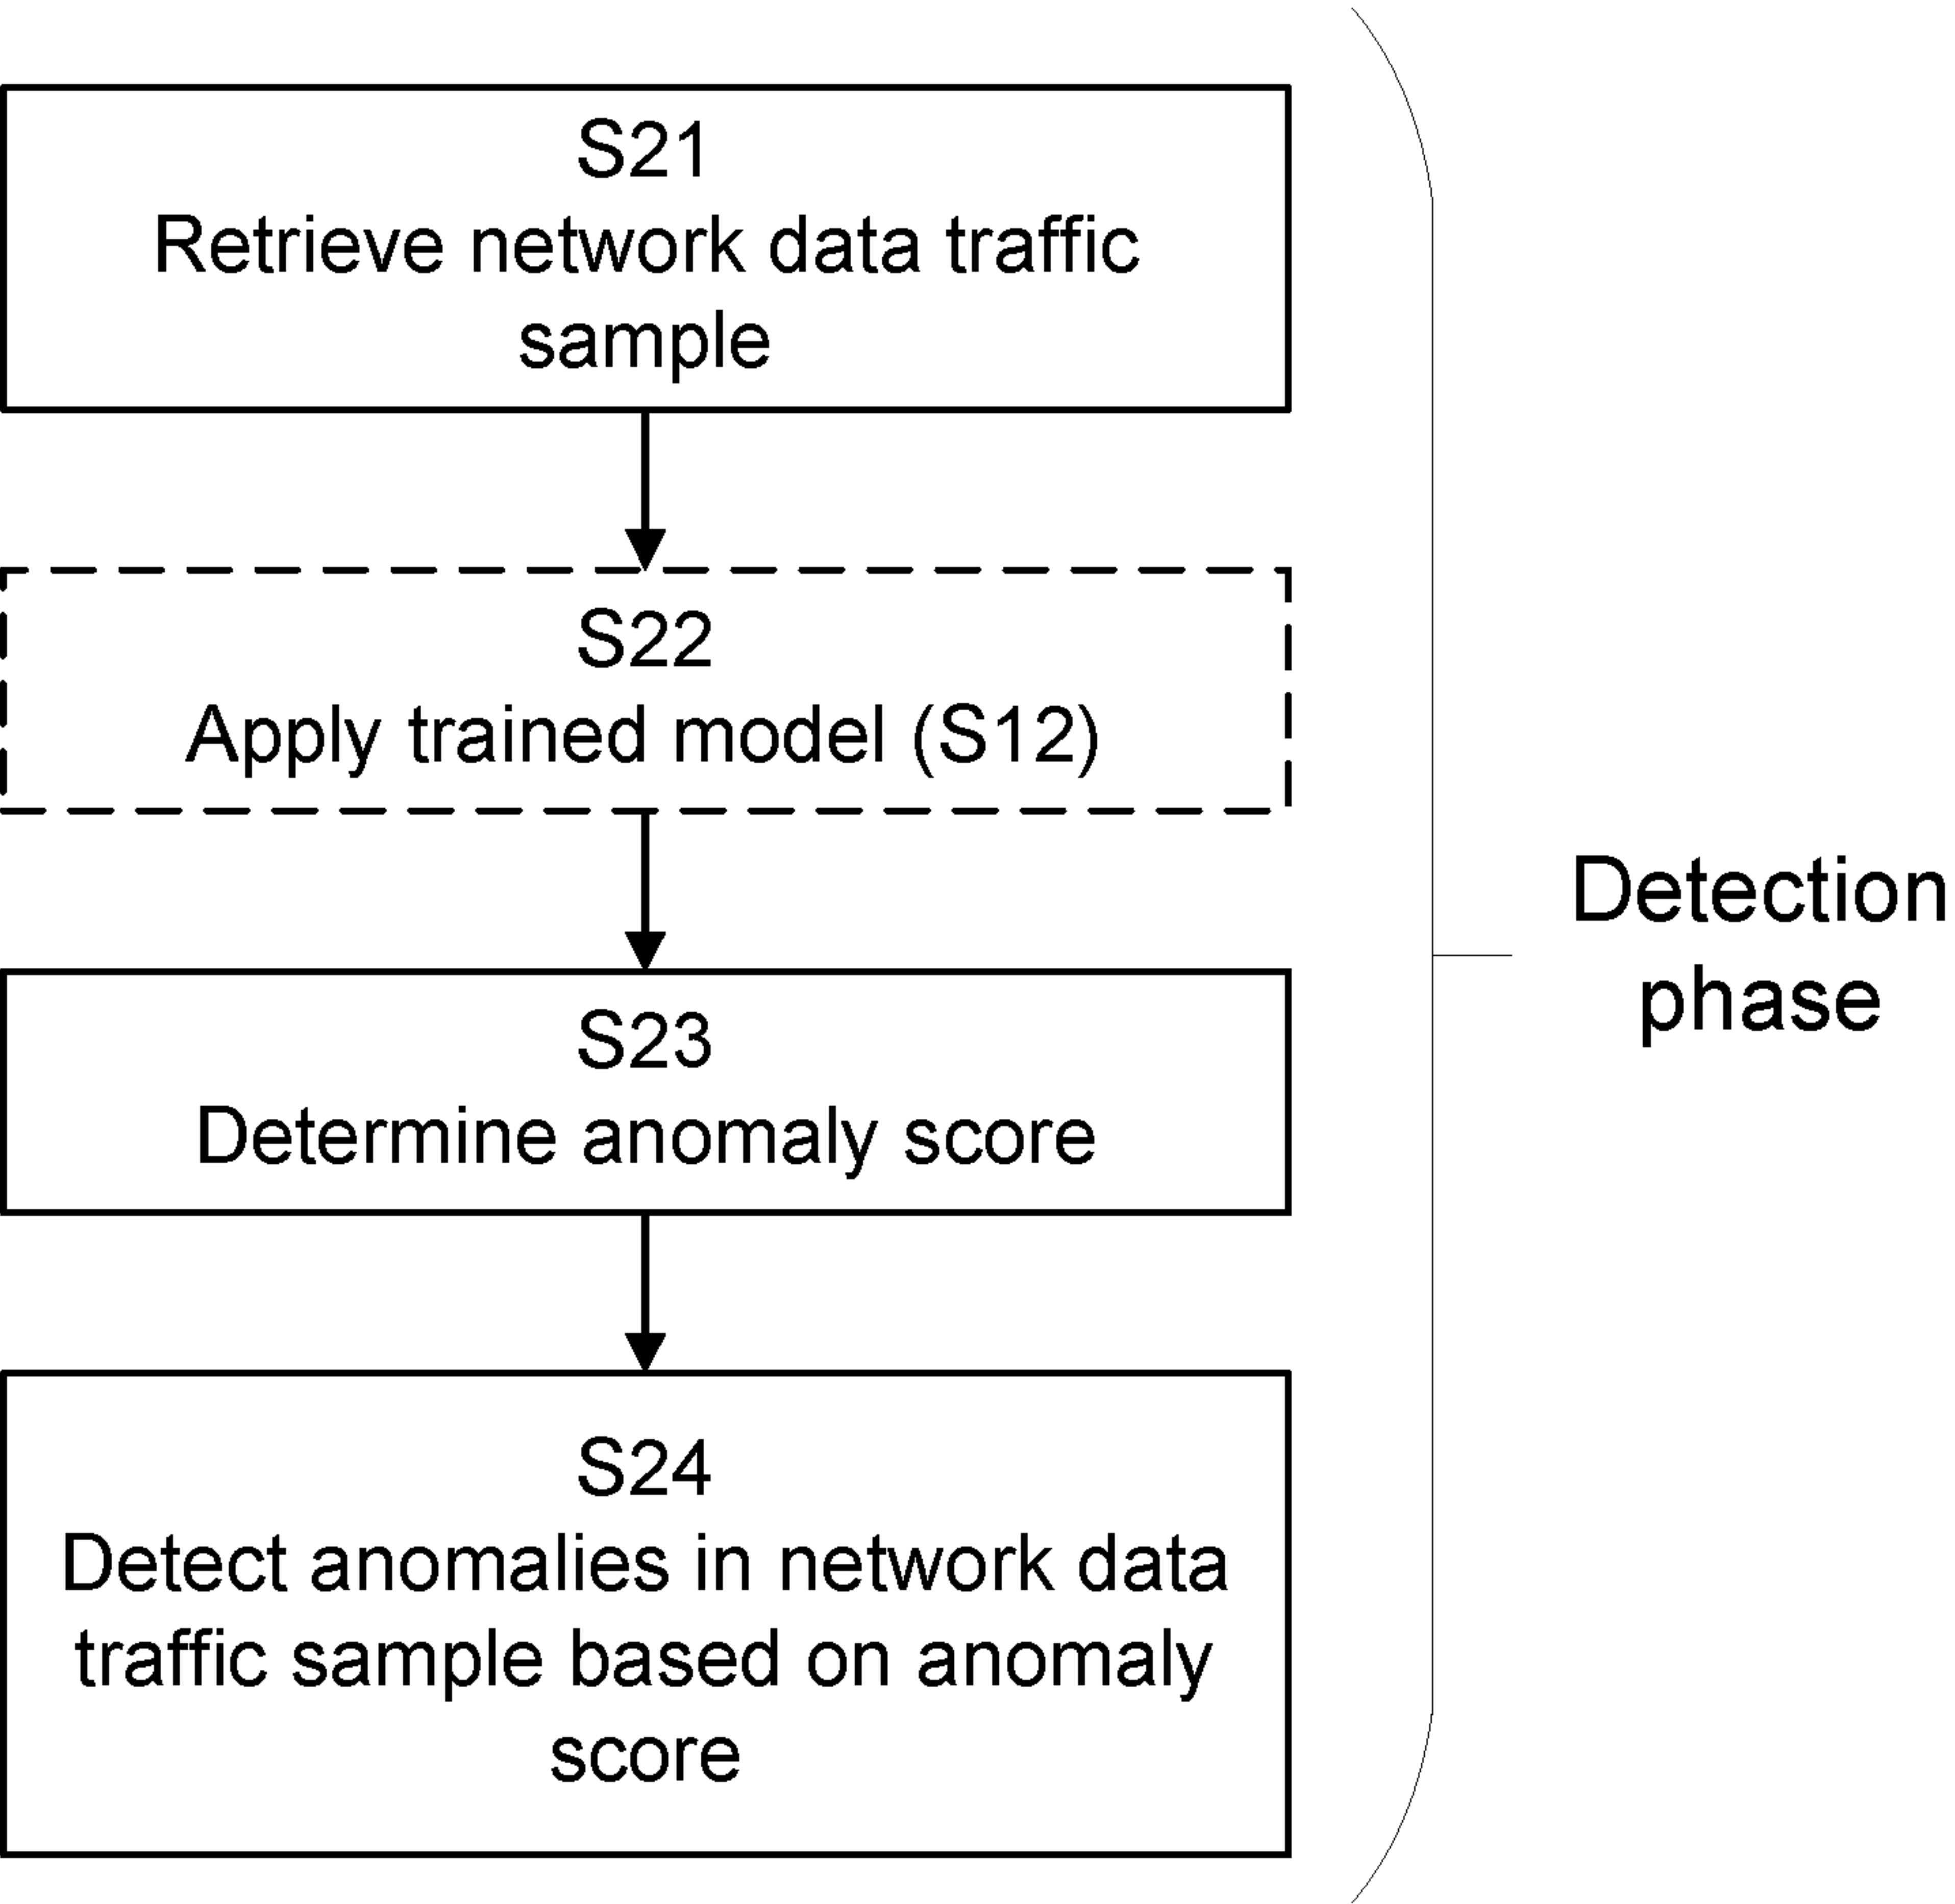 S21
Retrieve network data traffic
sample
S22
Apply trained model (S12)
S23
Determine anomaly score
S24
Detect anomalies in network data
traffic sample based on anomaly
score
Detection
phase